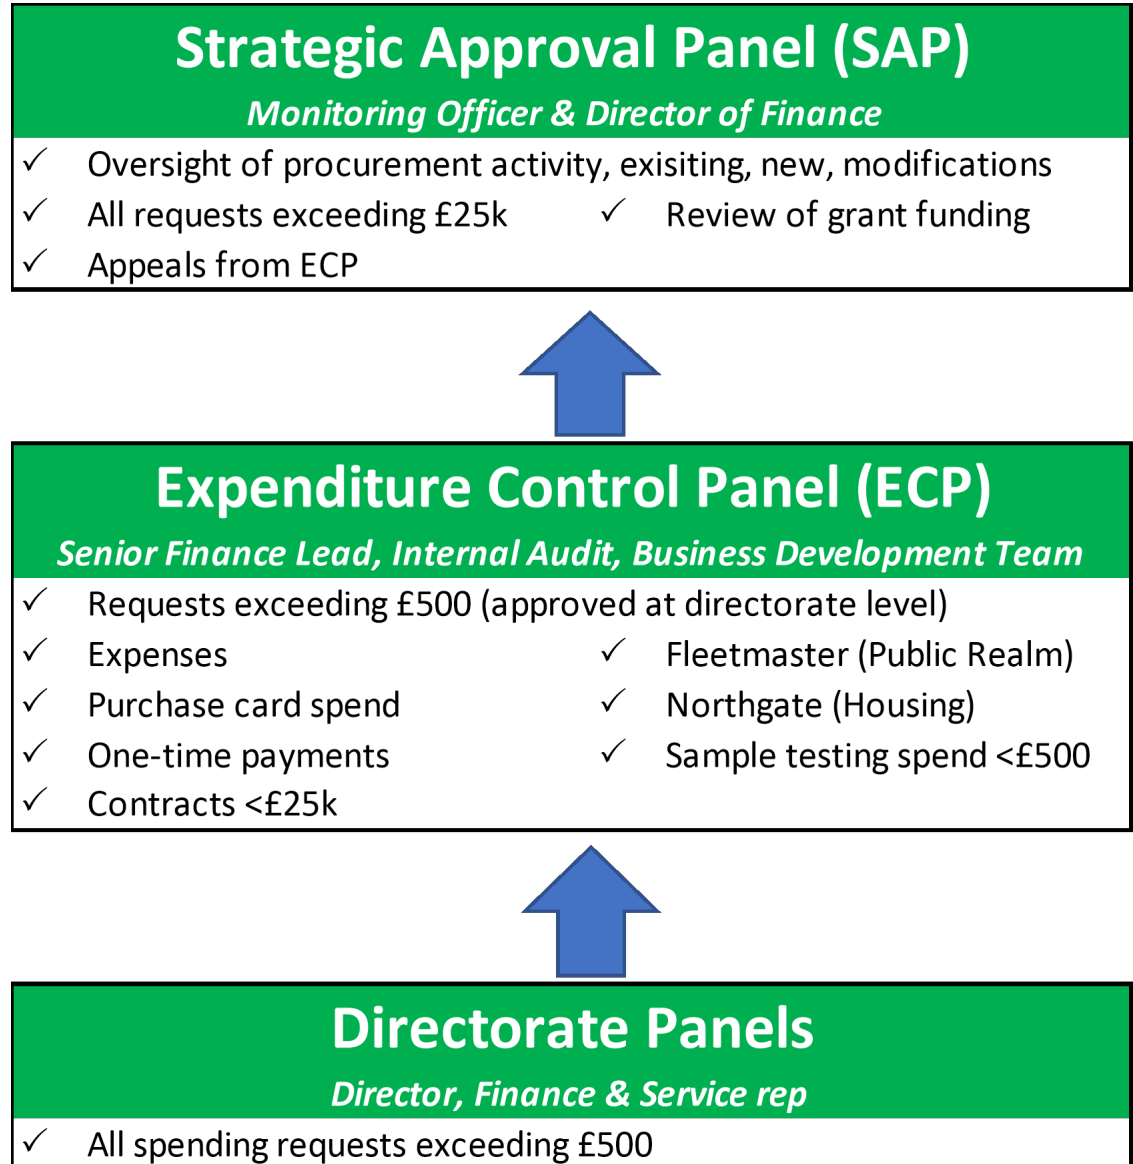 Strategic Approval Panel (SAP)
Monitoring Officer & Director of Finance
✓ Oversight of procurement activity, exisiting, new, modifications
✓ All requests exceeding £25k ✓ Review of grant funding
✓ Appeals from ECP
Expenditure Control Panel (ECP)
Senior Finance Lead, Internal Audit, Business Development Team
✓ Requests exceeding £500 (approved at directorate level)
✓ Expenses ✓ Fleetmaster (Public Realm)
✓ Purchase card spend ✓ Northgate (Housing)
✓ One-time payments ✓ Sample testing spend <£500
✓ Contracts <£25k
Directorate Panels
Director, Finance & Service rep
✓ All spending requests exceeding £500